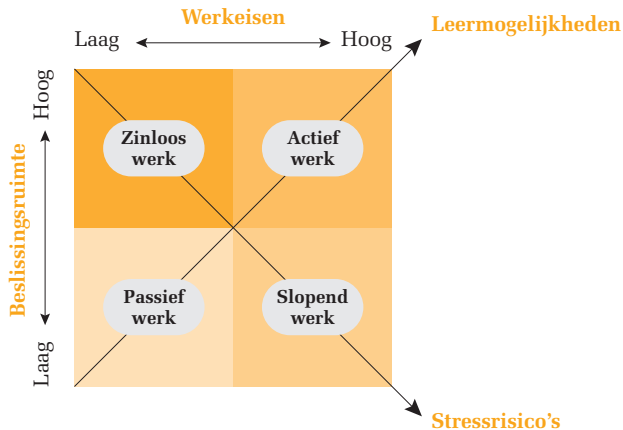 Werkeisen
Leermogelijkheden
Laag
Hoog
Hoog
Zinloos
werk
Actief
werk
Beslissingsruimte
Passief
werk
Slopend
werk
Laag
Stressrisico's